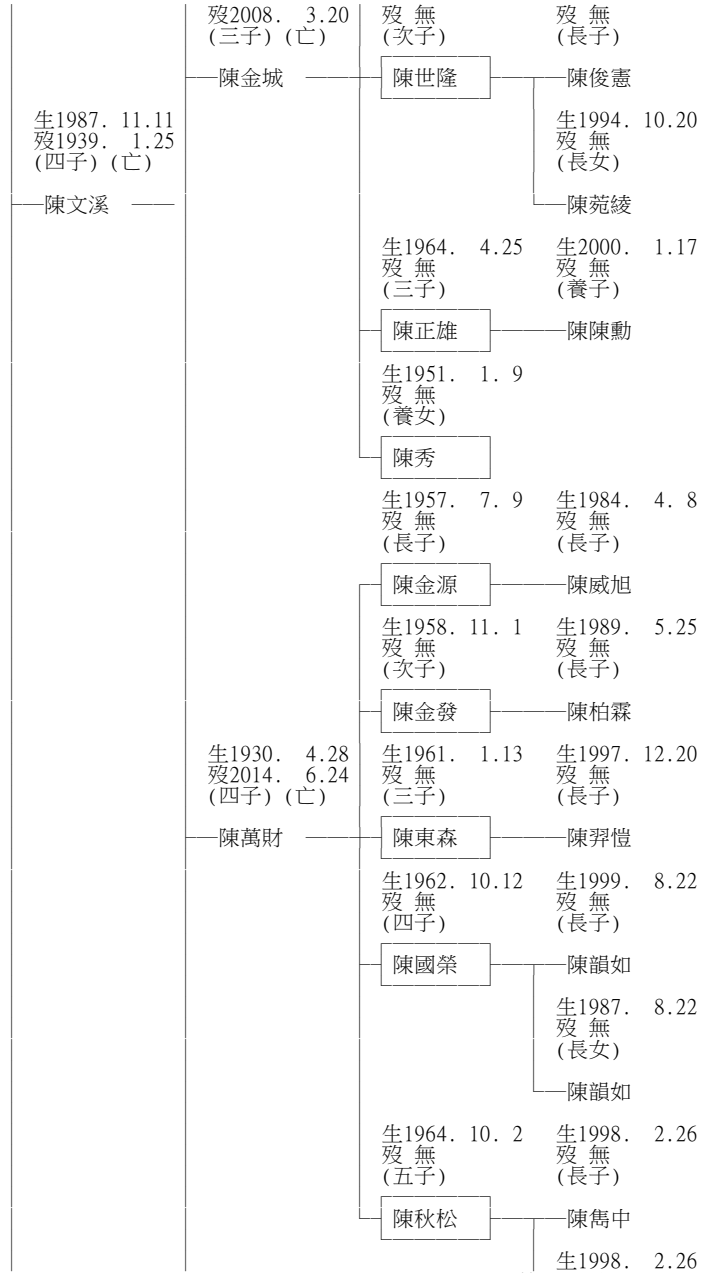 歿2008. 3.20 歿 無 歿 無
(三子)(亡) (次子) (長子)
陳金城 陳世隆 陳俊憲
生1987. 11.11 生1994. 10.20
歿1939. 1.25 歿 無
(四子)(亡) (長女)
陳文溪 陳菀綾
生1964. 4.25 生2000. 1.17
歿 無 歿 無
(三子) (養子)
陳正雄 陳陳勳
生1951. 1. 9
歿 無
(養女)
陳秀
生1957. 7. 9 生1984. 4. 8
歿 無 歿 無
(長子) (長子)
陳金源 陳威旭
生1958. 11. 1 生1989. 5.25
歿 無 歿 無
(次子) (長子)
陳金發 陳柏霖
生1930. 4.28 生1961. 1.13 生1997. 12.20
歿2014. 6.24 歿 無 歿 無
(四子)(亡) (三子) (長子)
陳萬財 陳東森 陳羿愷
生1962. 10.12 生1999. 8.22
歿 無 歿 無
(四子) (長子)
陳國榮 陳韻如
生1987. 8.22
歿 無
(長女)
陳韻如
生1964. 10. 2 生1998. 2.26
歿 無 歿 無
(五子) (長子)
陳秋松 陳雋中
生1998. 2.26